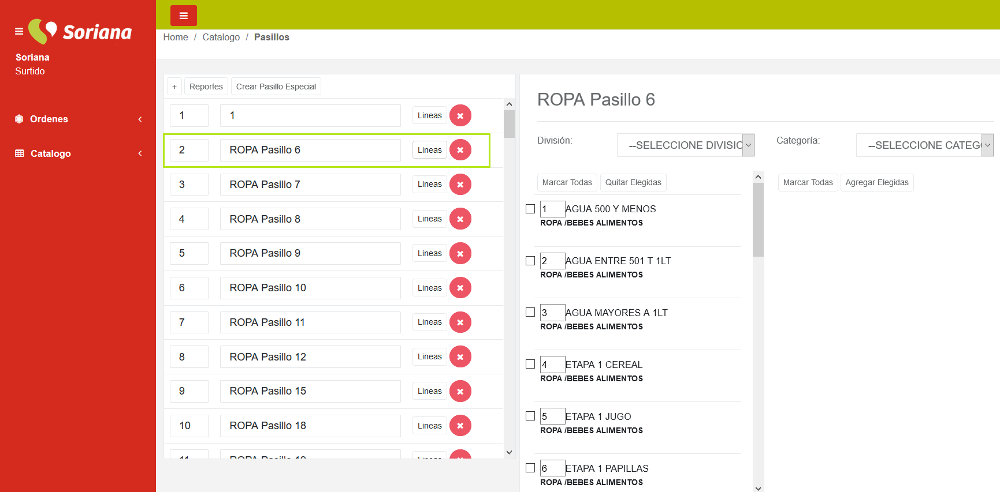 Soriana
Soriana
Surtido
Ordenes
Catalogo
Home / Catalogo / Pasillos
+ Reportes Crear Pasillo Especial
1 1 Lineas
2 ROPA Pasillo 6 Lineas
3 ROPA Pasillo 7 Lineas
4 ROPA Pasillo 8 Lineas
5 ROPA Pasillo 9 Lineas
6 ROPA Pasillo 10 Lineas
7 ROPA Pasillo 11 Lineas
8 ROPA Pasillo 12 Lineas
9 ROPA Pasillo 15 Lineas
10 ROPA Pasillo 18 Lineas
11 ROPA Pasillo 19 Lineas
ROPA Pasillo 6
División: --SELECCIONE DIVISIC Categoría: --SELECCIONE CATEG
Marcar Todas Quitar Elegidas Marcar Todas Agregar Elegidas
1 AGUA 500 Y MENOS
ROPA /BEBES ALIMENTOS
2 AGUA ENTRE 501 T 1LT
ROPA /BEBES ALIMENTOS
3 AGUA MAYORES A 1LT
ROPA /BEBES ALIMENTOS
4 ETAPA 1 CEREAL
ROPA /BEBES ALIMENTOS
5 ETAPA 1 JUGO
ROPA /BEBES ALIMENTOS
6 ETAPA 1 PAPILLAS
ROPA /BEBES ALIMENTOS